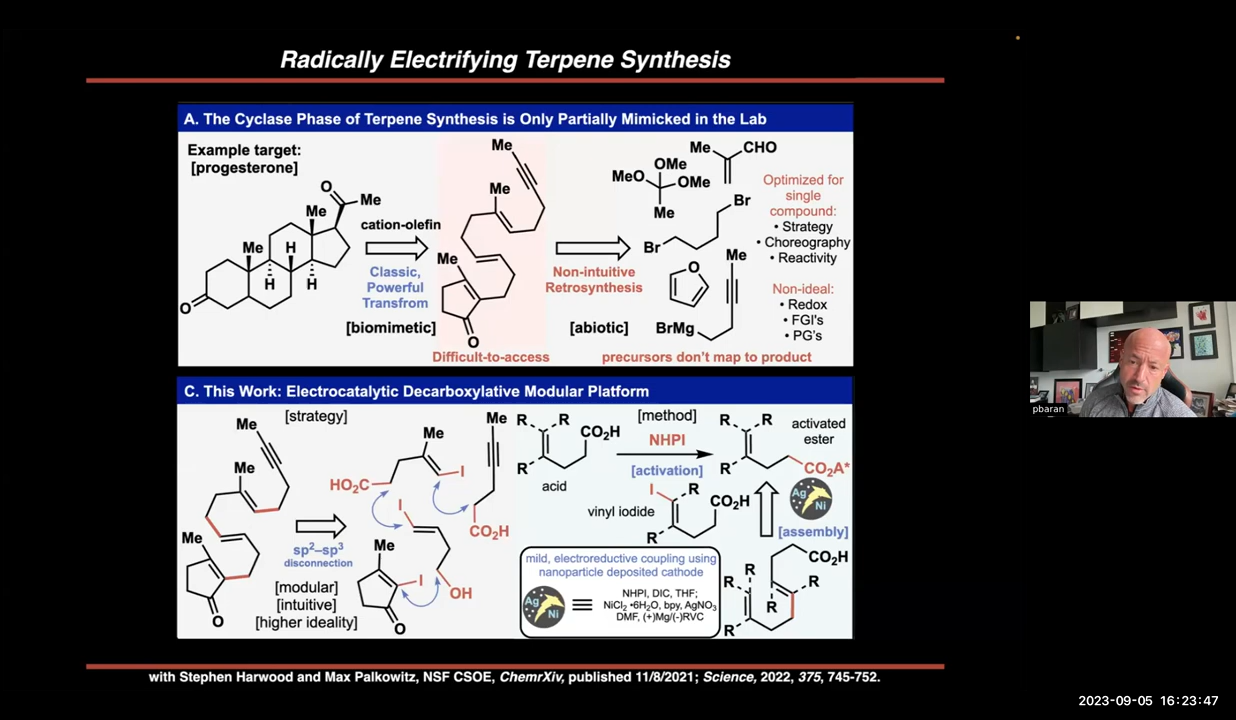 Radically Electrifying Terpene Synthesis
A. The Cyclase Phase of Terpene Synthesis is Only Partially Mimicked in the Lab
Example target:
[progesterone]
O
Me
Me
Me
H
H
H
O
cation-olefin
Classic,
Powerful
Transfrom
[biomimetic]
Me
Me
Me
O
Difficult-to-access
Non-intuitive
Retrosynthesis
[abiotic]
OMe
MeO
OMe
Me
Me
CHO
Br
Br
O
Me
BrMg
precursors don't map to product
Optimized for
single
compound:
• Strategy
• Choreography
• Reactivity
Non-ideal:
• Redox
• FGI's
• PG's
C. This Work: Electrocatalytic Decarboxylative Modular Platform
[strategy]
Me
Me
Me
O
sp2–sp3
disconnection
[modular]
[intuitive]
[higher ideality]
Me
HO2C
I
I
Me
CO2H
Me
I
OH
O
R
R
R
CO2H
acid
[method]
NHPI
[activation]
I
R
R
CO2H
vinyl iodide
R
R
R
activated
ester
CO2A*
Ag
Ni
[assembly]
CO2H
R
R
R
R
R
mild, electroreductive coupling using
nanoparticle deposited cathode
Ag
Ni
NHPI, DIC, THF;
NiCl2 •6H2O, bpy, AgNO3
DMF, (+)Mg/(-)RVC
with Stephen Harwood and Max Palkowitz, NSF CSOE, ChemrXiv, published 11/8/2021; Science, 2022, 375, 745-752.
pbaran
2023-09-05 16:23:47